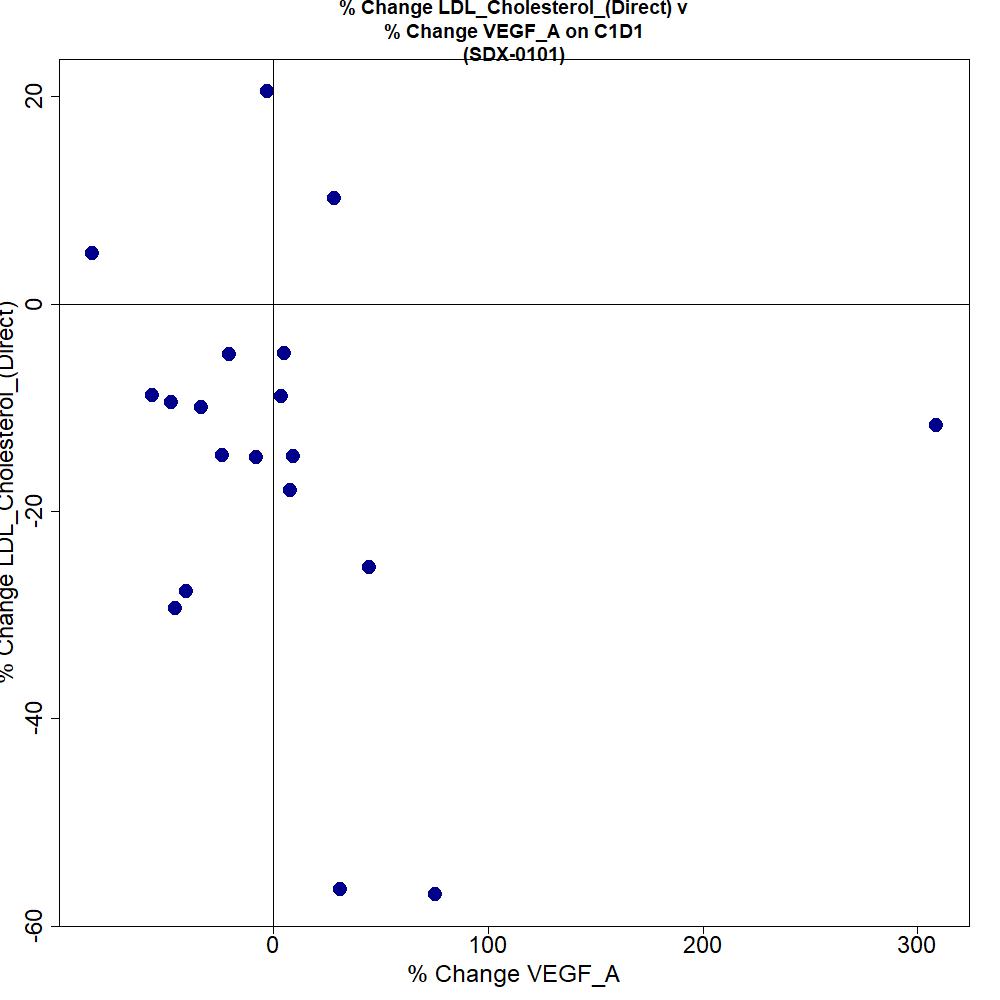 % Change LDL_Cholesterol_(Direct) v
% Change VEGF_A on C1D1
(SDX-0101)
% Change LDL_Cholesterol_(Direct)
20
0
-20
-40
-60
0
100
200
300
% Change VEGF_A